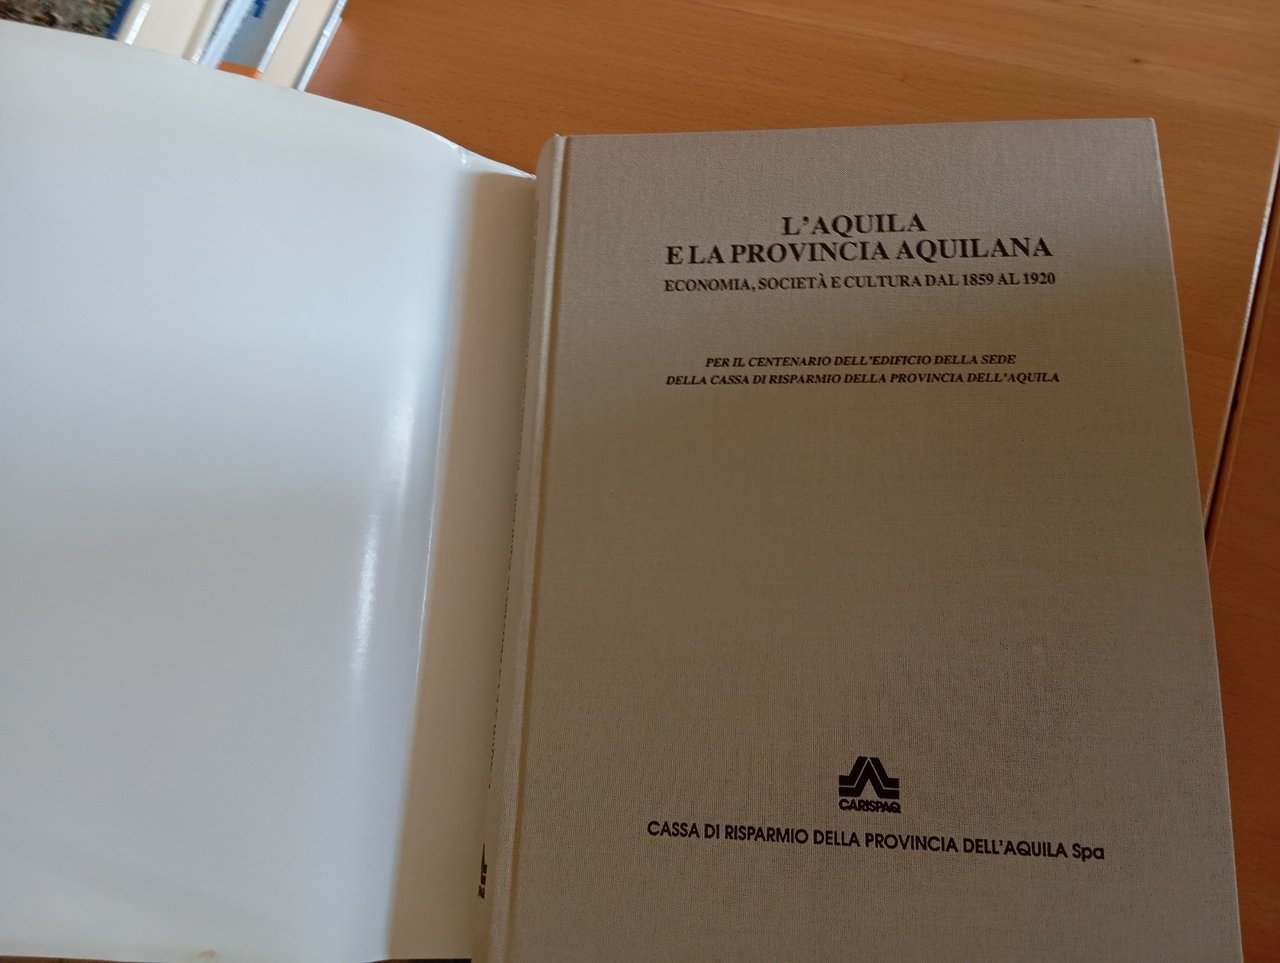 L'AQUILA
E LA PROVINCIA AQUILANA
ECONOMIA, SOCIETÀ E CULTURA DAL 1859 AL 1920
PER IL CENTENARIO DELL'EDIFICIO DELLA SEDE
DELLA CASSA DI RISPARMIO DELLA PROVINCIA DELL'AQUILA
CARISPAQ
CASSA DI RISPARMIO DELLA PROVINCIA DELL'AQUILA Spa